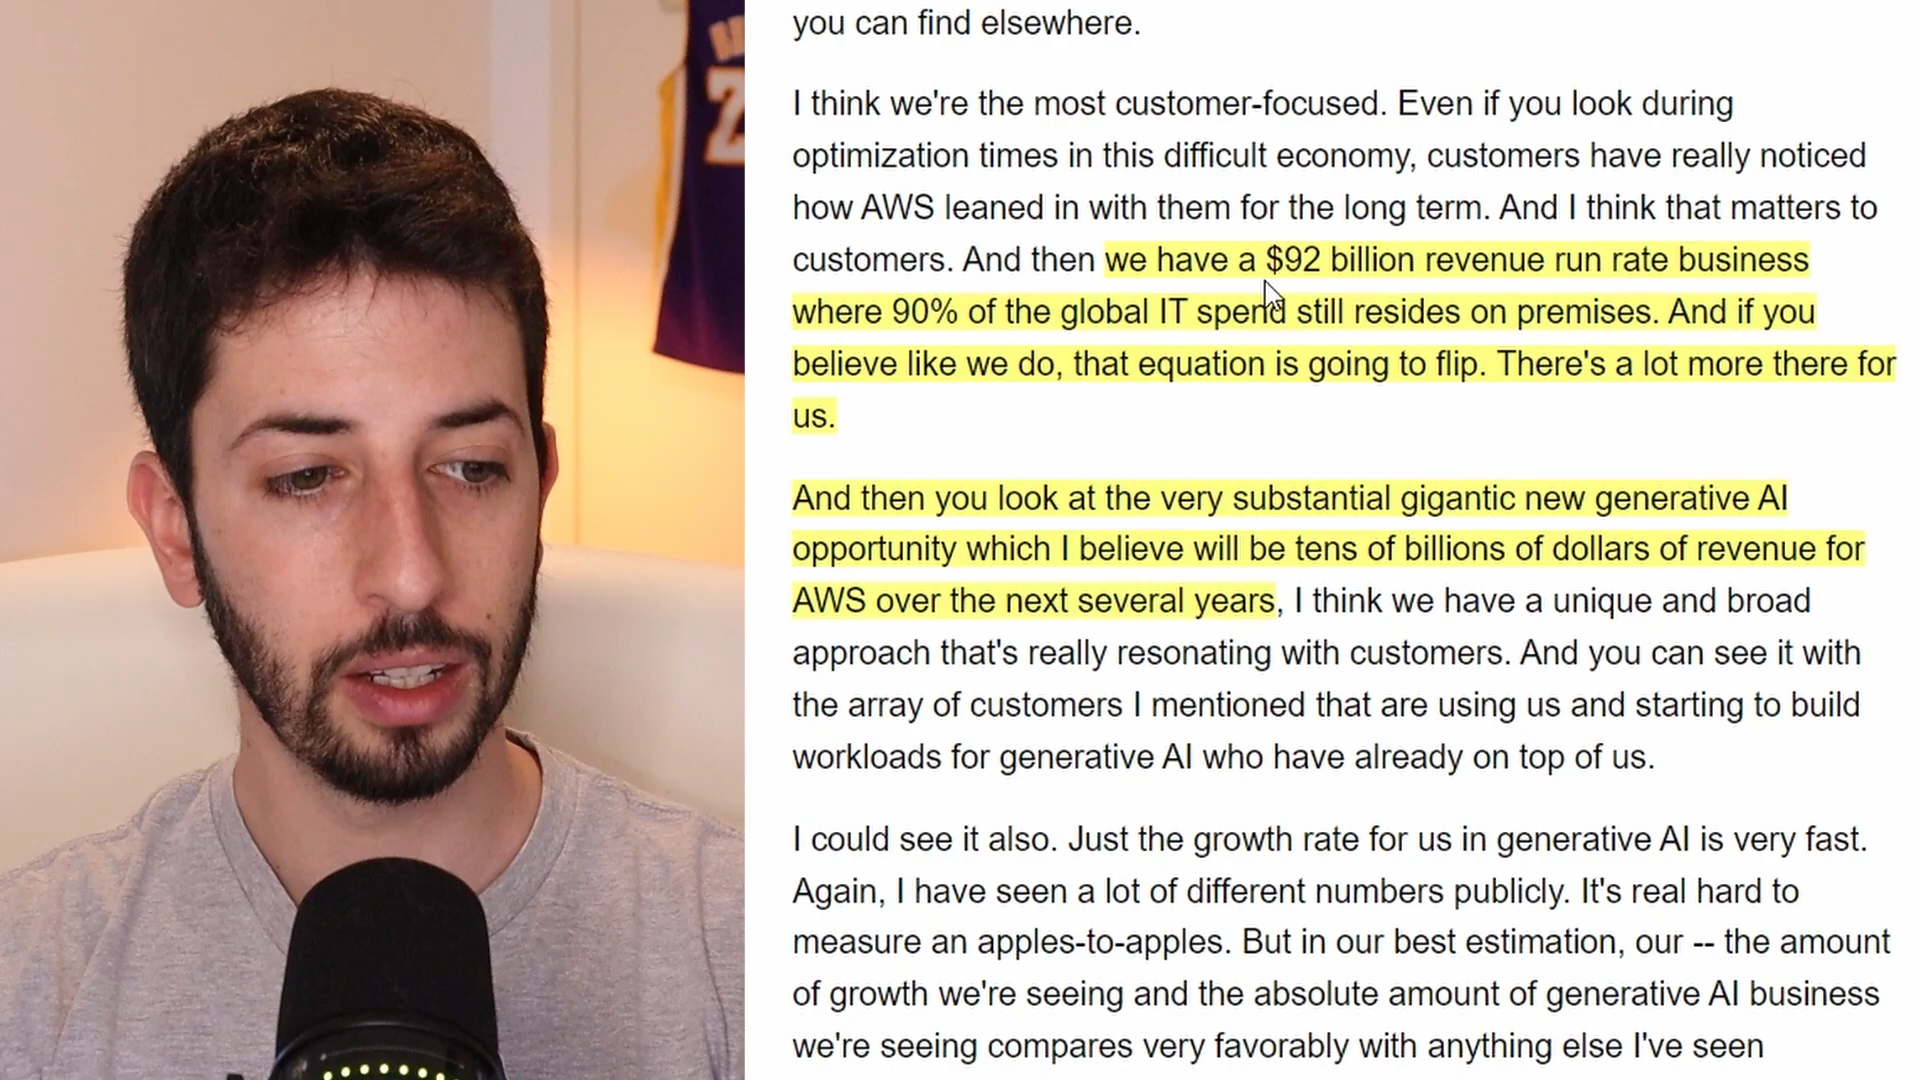 you can find elsewhere.
I think we're the most customer-focused. Even if you look during
optimization times in this difficult economy, customers have really noticed
how AWS leaned in with them for the long term. And I think that matters to
customers. And then we have a $92 billion revenue run rate business
where 90% of the global IT spend still resides on premises. And if you
believe like we do, that equation is going to flip. There's a lot more there for
us.
And then you look at the very substantial gigantic new generative AI
opportunity which I believe will be tens of billions of dollars of revenue for
AWS over the next several years, I think we have a unique and broad
approach that's really resonating with customers. And you can see it with
the array of customers I mentioned that are using us and starting to build
workloads for generative AI who have already on top of us.
I could see it also. Just the growth rate for us in generative AI is very fast.
Again, I have seen a lot of different numbers publicly. It's real hard to
measure an apples-to-apples. But in our best estimation, our -- the amount
of growth we're seeing and the absolute amount of generative AI business
we're seeing compares very favorably with anything else I've seen